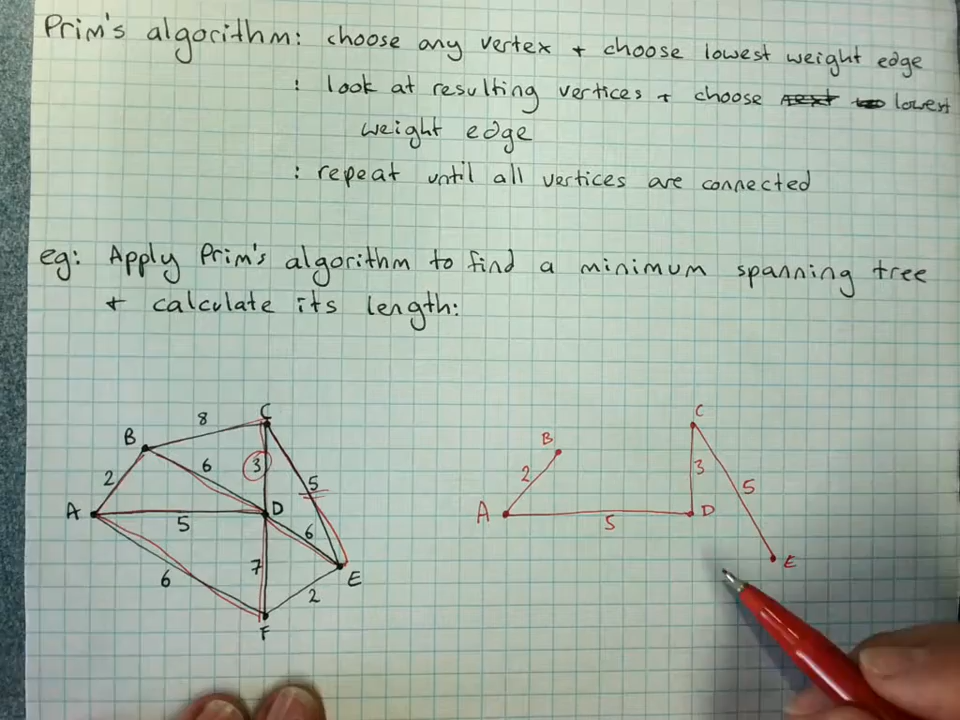 Prim's algorithm: choose any vertex + choose lowest weight edge
: look at resulting vertices + choose lowest
weight edge
: repeat until all vertices are connected
eg: Apply Prim's algorithm to find a minimum spanning tree
+ calculate its length:
C
8
B
6
3
2
5
A
D
5
6
7
6
E
2
F
C
B
3
2
5
A
D
5
E